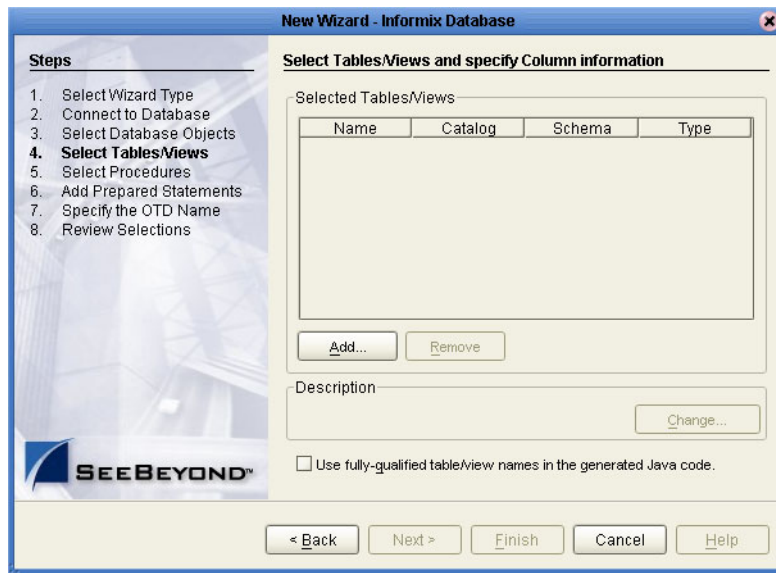 New Wizard - Informix Database
Steps
1. Select Wizard Type
2. Connect to Database
3. Select Database Objects
4. Select Tables/Views
5. Select Procedures
6. Add Prepared Statements
7. Specify the OTD Name
8. Review Selections
SEEBEYOND™
Select Tables/Views and specify Column information
Selected Tables/Views
Name Catalog Schema Type
Add... Remove
Description
Change...
Use fully-qualified table/view names in the generated Java code.
< Back Next > Finish Cancel Help